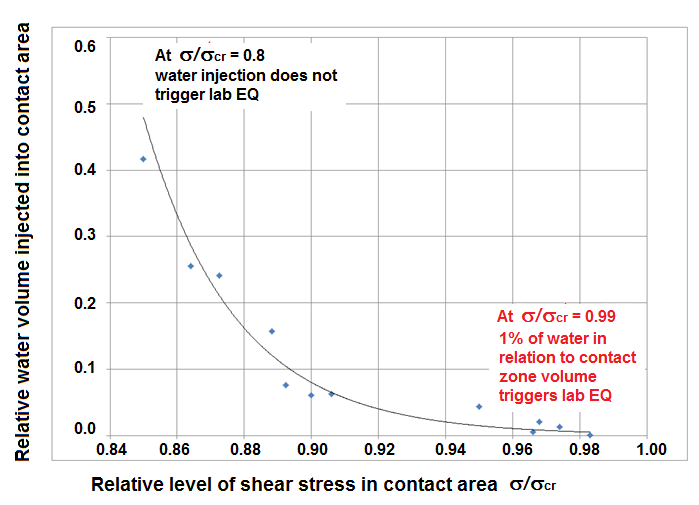 Relative water volume injected into contact area
0.6
0.5
0.4
0.3
0.2
0.1
0.0
At σ/σcr = 0.8
water injection does not
trigger lab EQ
At σ/σcr = 0.99
1% of water in
relation to contact
zone volume
triggers lab EQ
0.84 0.86 0.88 0.90 0.92 0.94 0.96 0.98 1.00
Relative level of shear stress in contact area σ/σcr